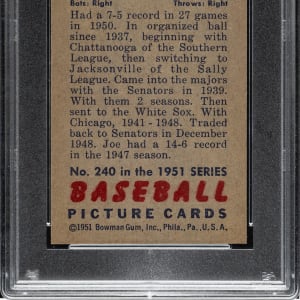 Bats: Right Throws: Right
Had a 7-5 record in 27 games
in 1950. In organized ball
since 1937, beginning with
Chattanooga of the Southern
League, then switching to
Jacksonville of the Sally
League. Came into the majors
with the Senators in 1939.
With them 2 seasons. Then
sent to the White Sox. With
Chicago, 1941 - 1948. Traded
back to Senators in December
1948. Joe had a 14-6 record
in the 1947 season.
No. 240 in the 1951 SERIES
BASEBALL
PICTURE CARDS
©1951 Bowman Gum, Inc., Phila., Pa., U.S.A.